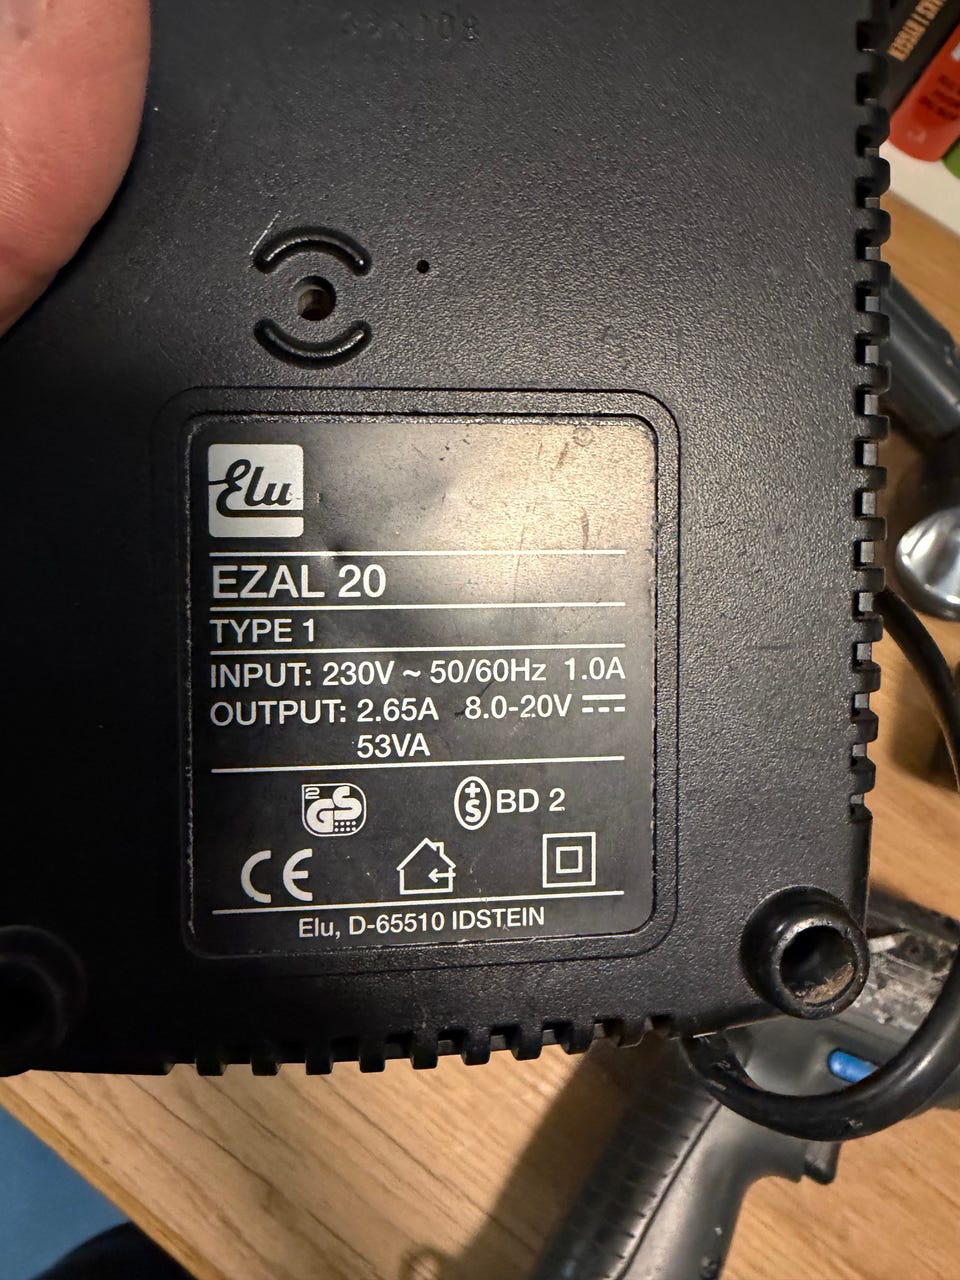 Elu
EZAL 20
TYPE 1
INPUT: 230V ~ 50/60Hz 1.0A
OUTPUT: 2.65A 8.0-20V ⎓
53VA
2 GS
+S BD 2
CE
Elu, D-65510 IDSTEIN